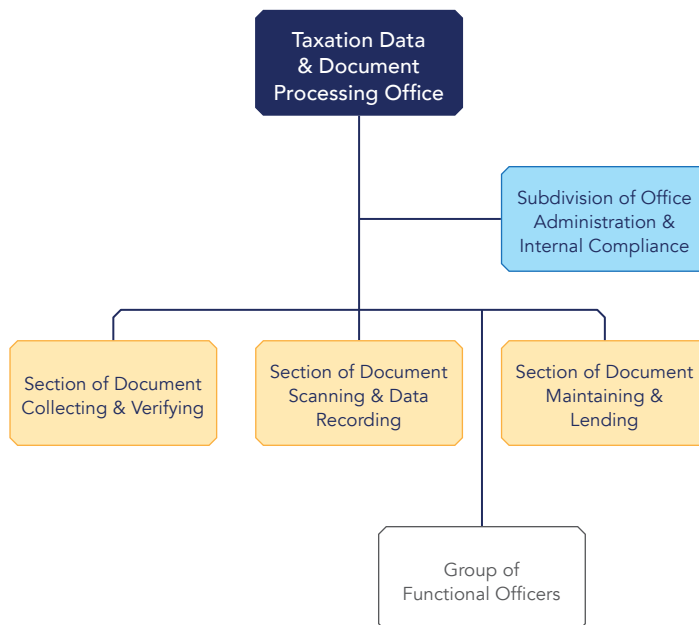 Taxation Data
& Document
Processing Office
Subdivision of Office
Administration &
Internal Compliance
Section of Document
Collecting & Verifying
Section of Document
Scanning & Data
Recording
Section of Document
Maintaining &
Lending
Group of
Functional Officers